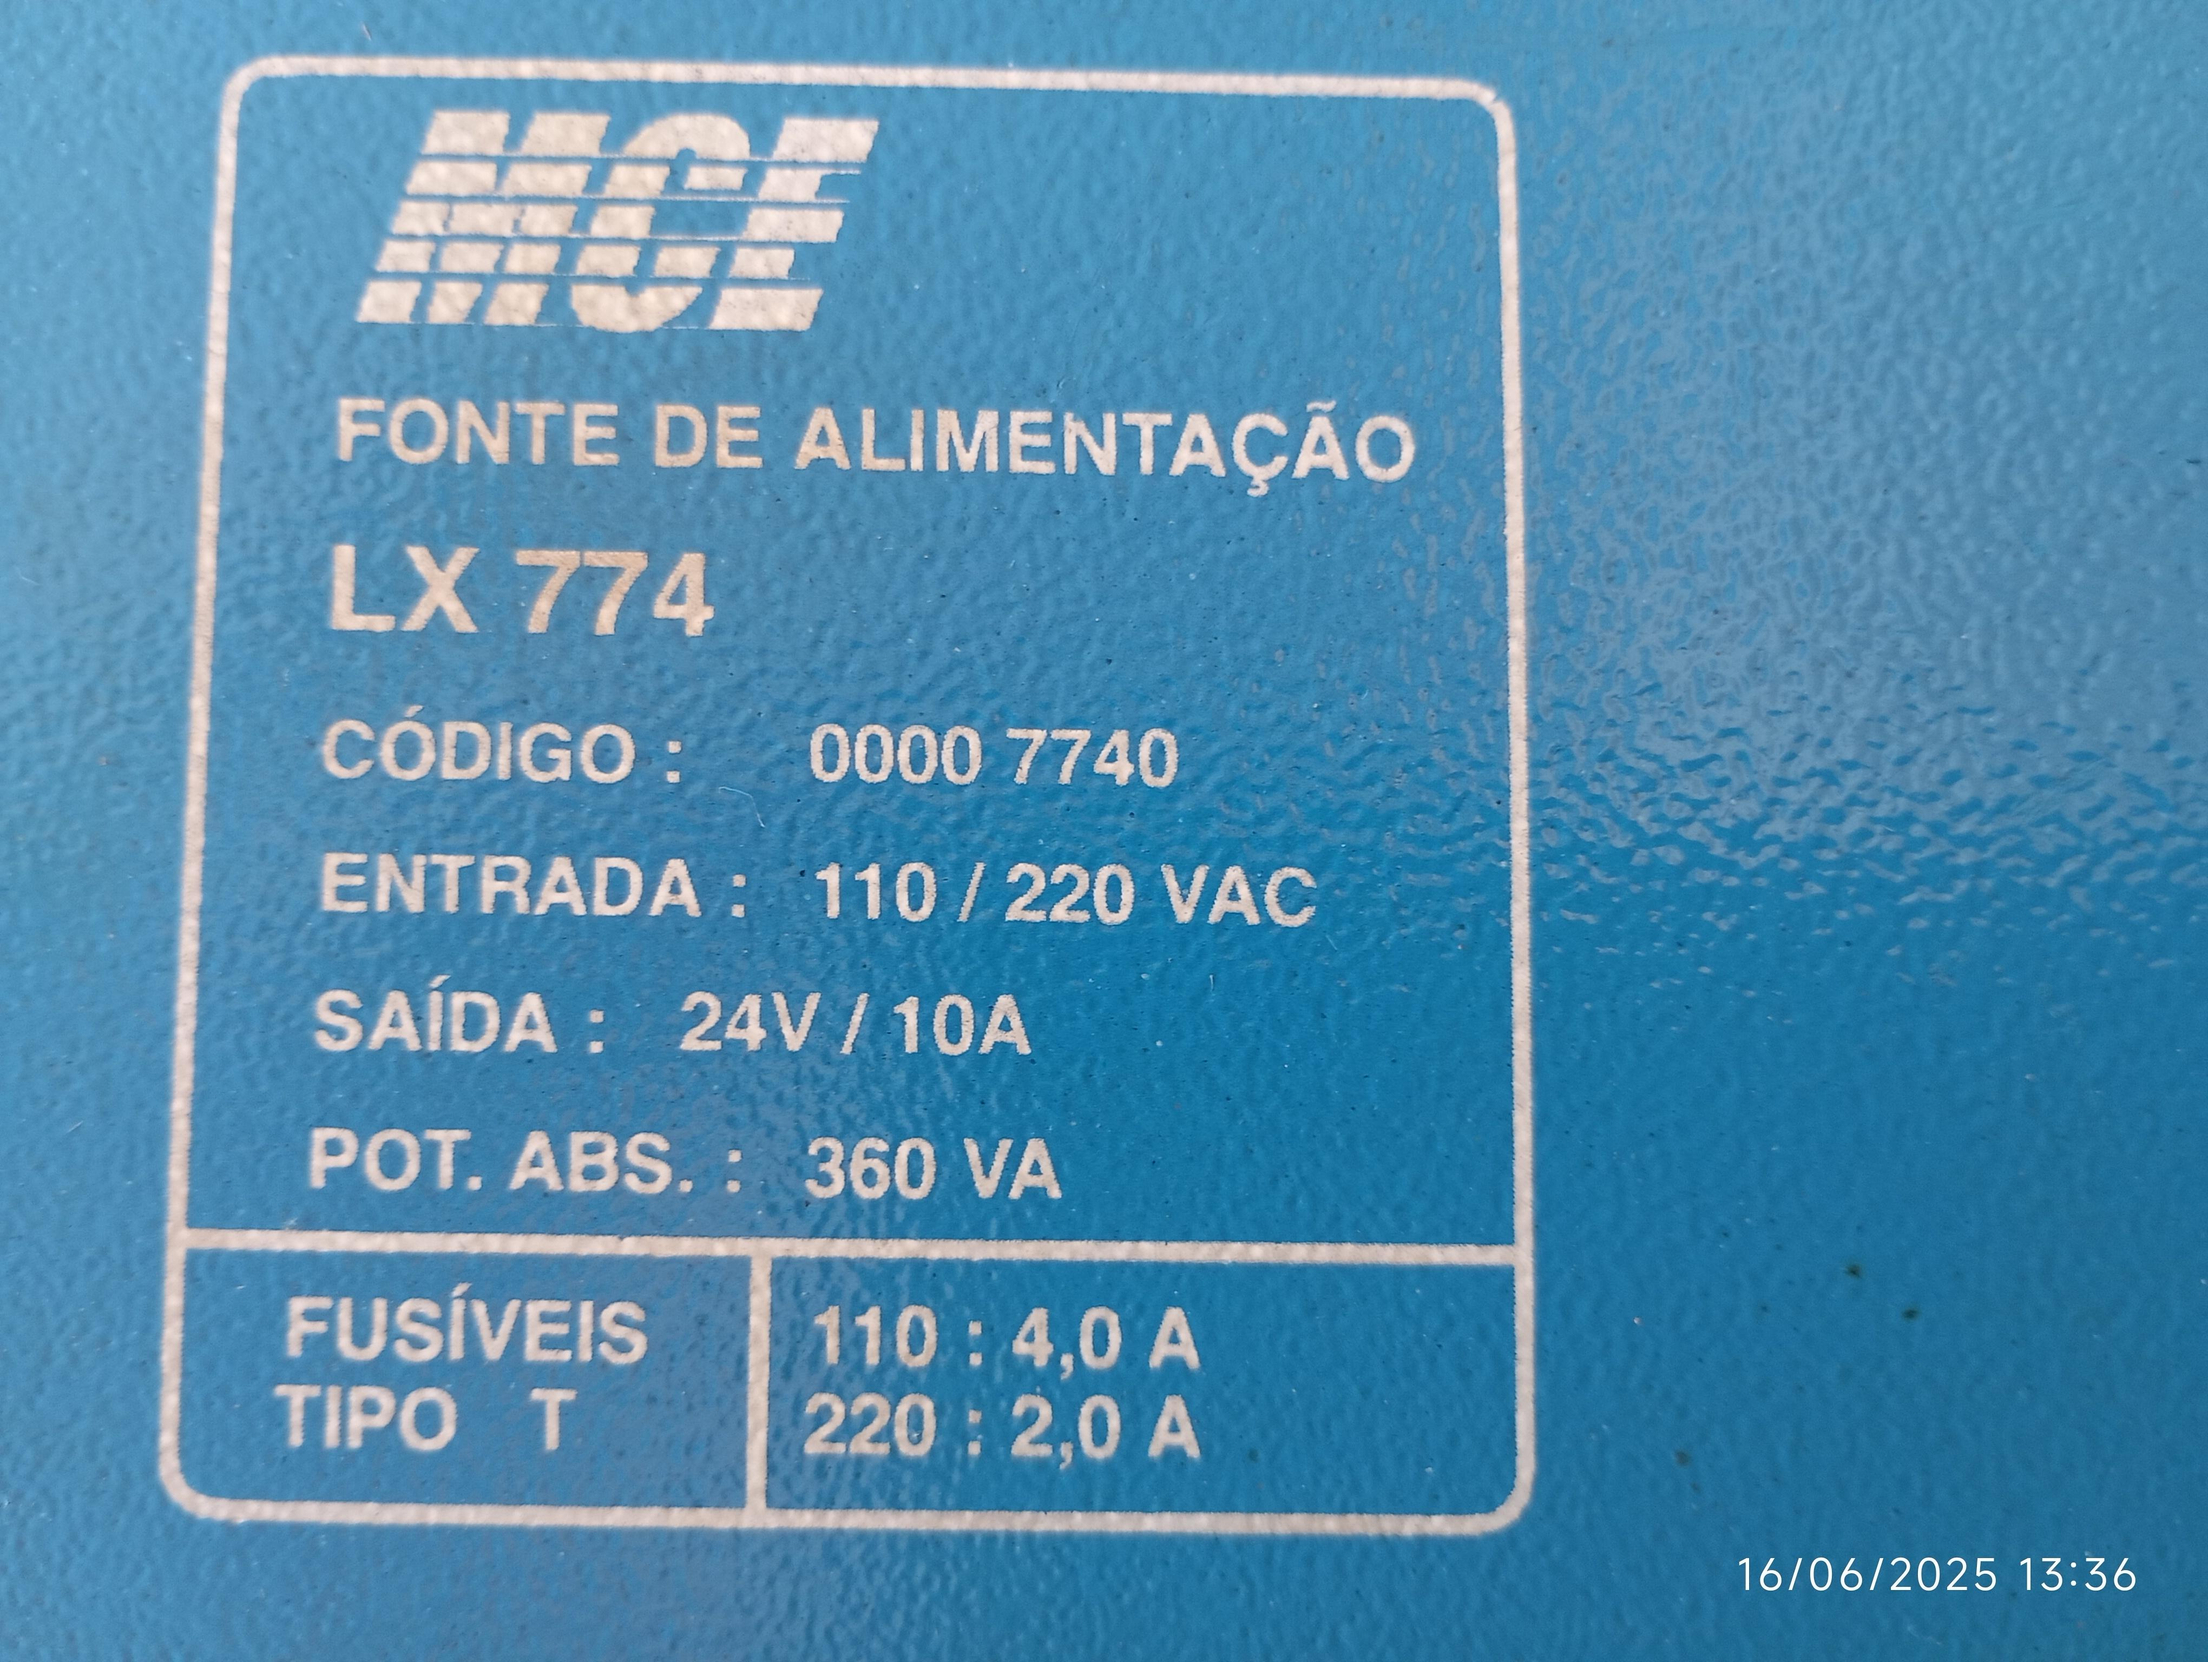 MCE
FONTE DE ALIMENTAÇÃO
LX 774
CÓDIGO : 0000 7740
ENTRADA : 110 / 220 VAC
SAÍDA : 24V / 10A
POT. ABS. : 360 VA
FUSÍVEIS 110 : 4,0 A
TIPO T 220 : 2,0 A
16/06/2025 13:36